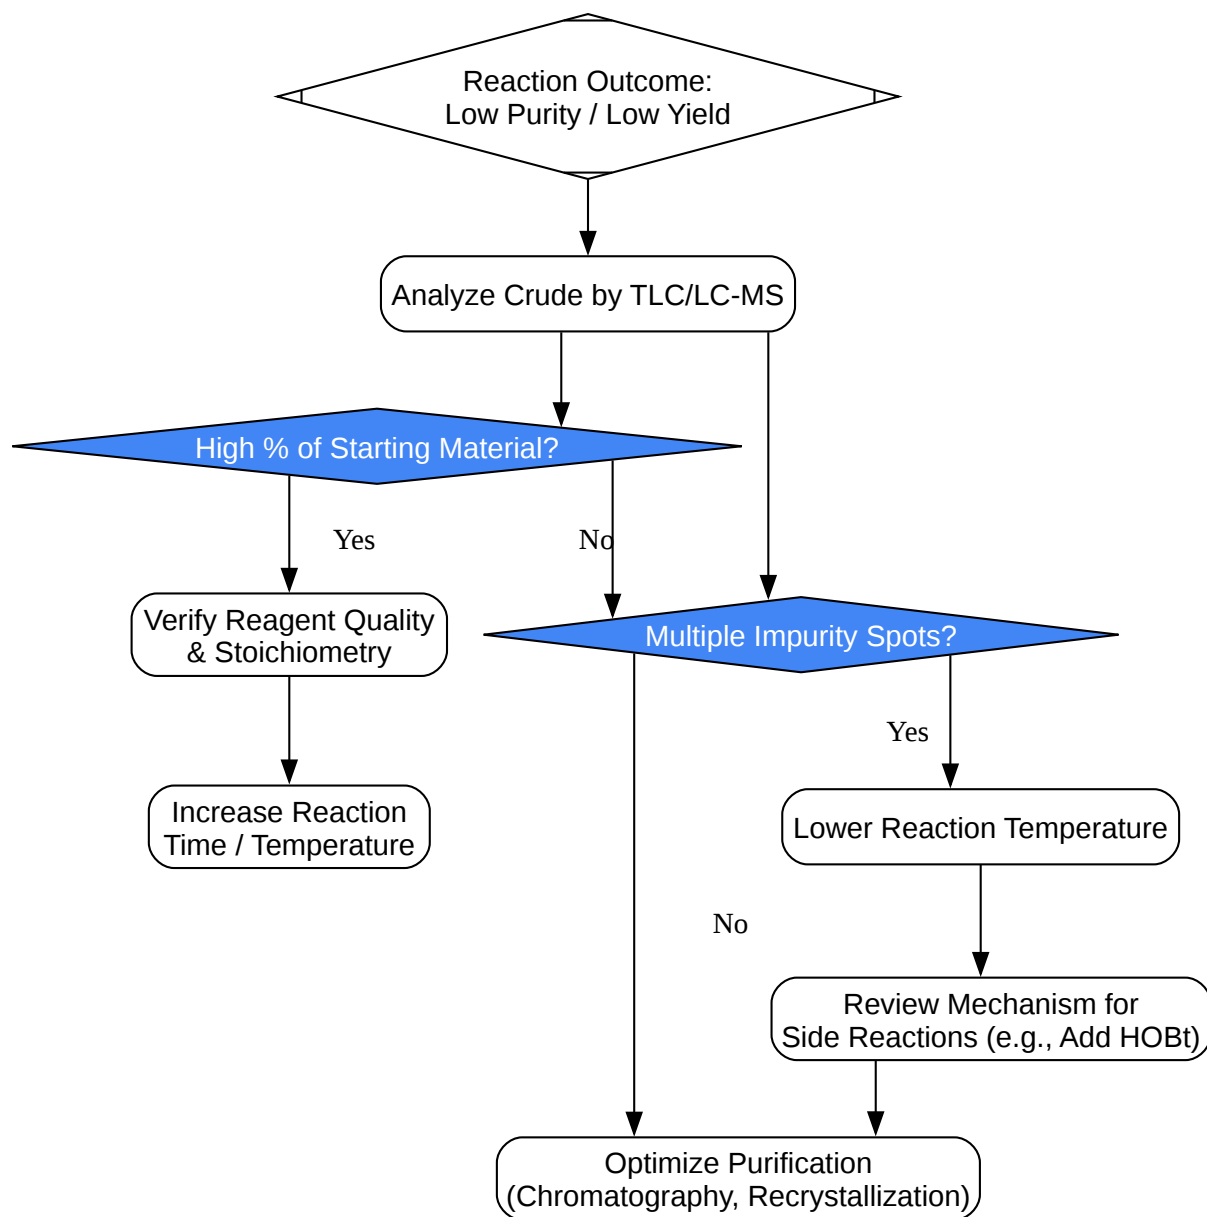 Reaction Outcome:
Low Purity / Low Yield
Analyze Crude by TLC/LC-MS
High % of Starting Material?
Yes
No
Verify Reagent Quality
& Stoichiometry
Multiple Impurity Spots?
Yes
Increase Reaction
Time / Temperature
Lower Reaction Temperature
No
Review Mechanism for
Side Reactions (e.g., Add HOBt)
Optimize Purification
(Chromatography, Recrystallization)